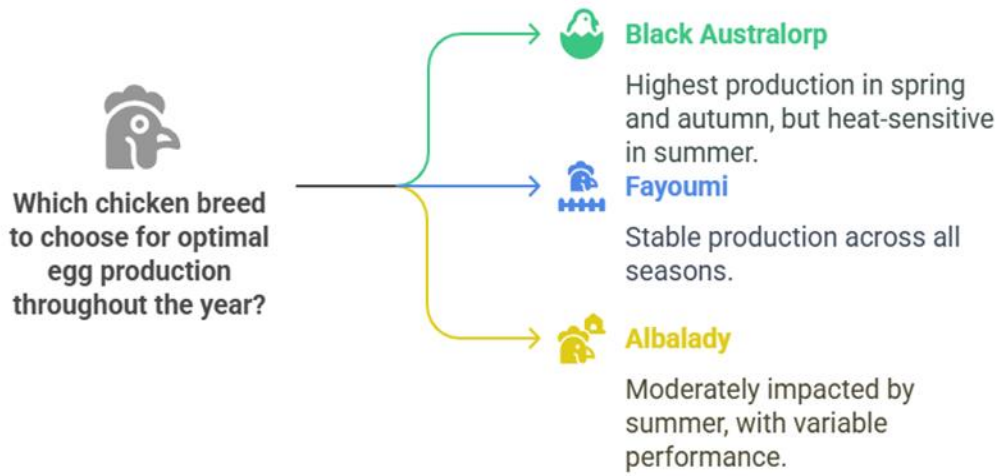 Which chicken breed
to choose for optimal
egg production
throughout the year?
Black Australorp
Highest production in spring
and autumn, but heat-sensitive
in summer.
Fayoumi
Stable production across all
seasons.
Albalady
Moderately impacted by
summer, with variable
performance.